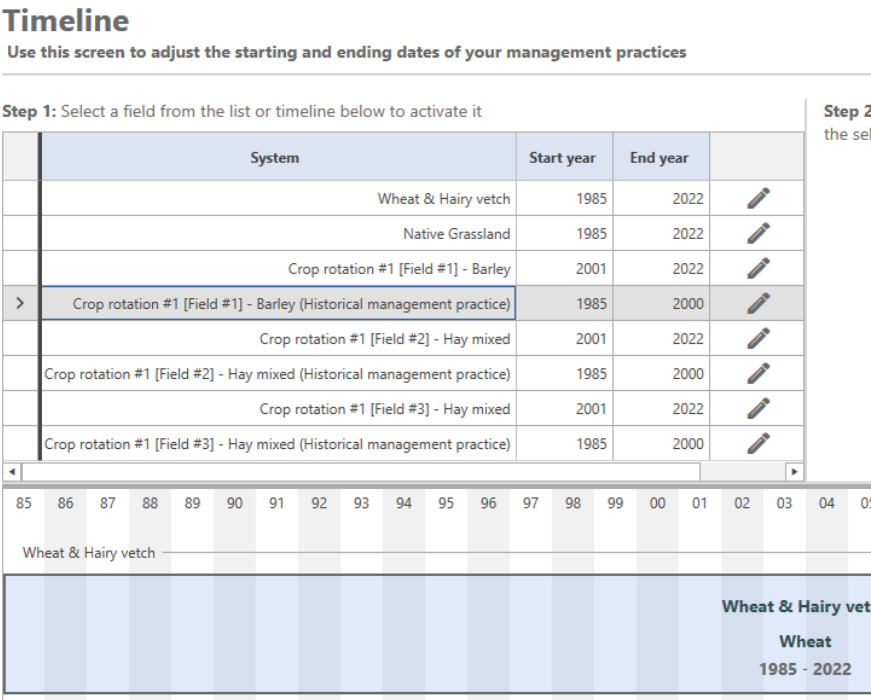 Timeline
Use this screen to adjust the starting and ending dates of your management practices
Step 1: Select a field from the list or timeline below to activate it
Step 2
the sel
System Start year End year
Wheat & Hairy vetch 1985 2022
Native Grassland 1985 2022
Crop rotation #1 [Field #1] - Barley 2001 2022
Crop rotation #1 [Field #1] - Barley (Historical management practice) 1985 2000
Crop rotation #1 [Field #2] - Hay mixed 2001 2022
Crop rotation #1 [Field #2] - Hay mixed (Historical management practice) 1985 2000
Crop rotation #1 [Field #3] - Hay mixed 2001 2022
Crop rotation #1 [Field #3] - Hay mixed (Historical management practice) 1985 2000
85 86 87 88 89 90 91 92 93 94 95 96 97 98 99 00 01 02 03 04
Wheat & Hairy vetch
Wheat & Hairy vet
Wheat
1985 - 2022